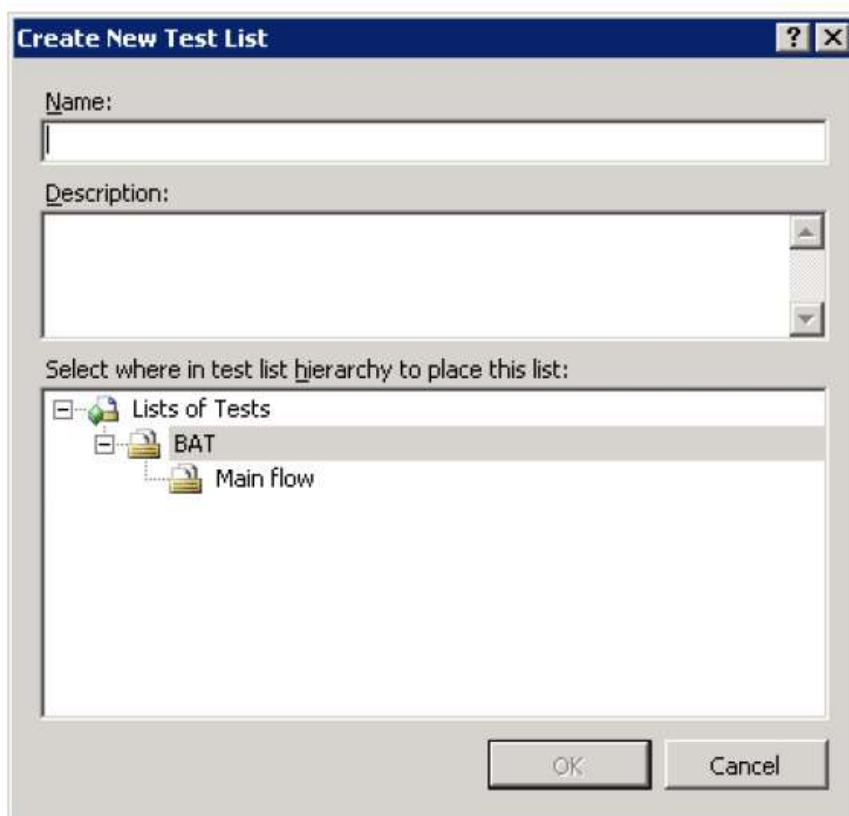 Create New Test List
Name:
Description:
Select where in test list hierarchy to place this list:
Lists of Tests
BAT
Main flow
OK Cancel